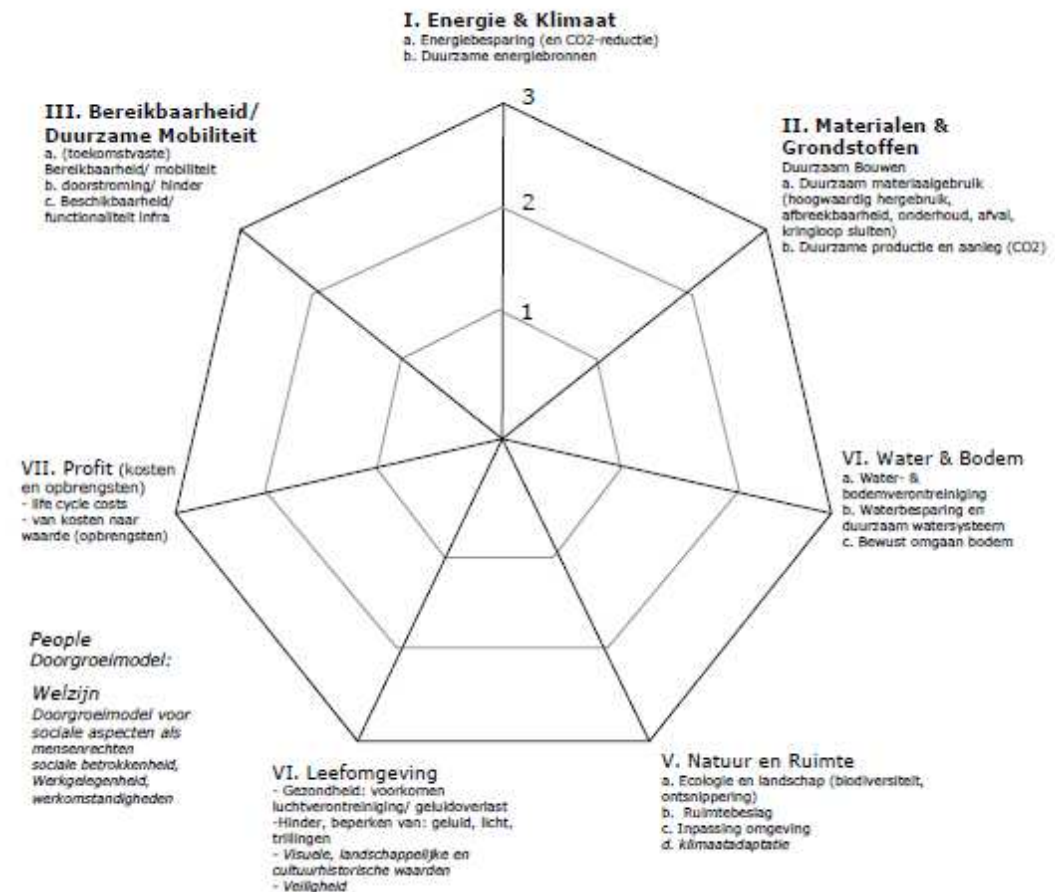 I. Energie & Klimaat
a. Energiebesparing (en CO2-reductie)
b. Duurzame energiebronnen
3
2
1
II. Materialen &
Grondstoffen
Duurzaam Bouwen
a. Duurzaam materiaalgebruik
(hoogwaardig hergebruik,
afbreekbaarheid, onderhoud, afval,
kringloop sluiten)
b. Duurzame productie en aanleg (CO2)
VI. Water & Bodem
a. Water- &
bodemverontreiniging
b. Waterbesparing en
duurzaam watersysteem
c. Bewust omgaan bodem
V. Natuur en Ruimte
a. Ecologie en landschap (biodiversiteit,
ontsnippering)
b. Ruimtebeslag
c. Inpassing omgeving
d. klimaatadaptatie
VI. Leefomgeving
- Gezondheid: voorkomen
luchtverontreiniging/ geluidoverlast
-Hinder, beperken van: geluid, licht,
trillingen
- Visuele, landschappelijke en
cultuurhistorische waarden
- Veiligheid
VII. Profit (kosten
en opbrengsten)
- life cycle costs
- van kosten naar
waarde (opbrengsten)
III. Bereikbaarheid/
Duurzame Mobiliteit
a. (toekomstvaste)
Bereikbaarheid/ mobiliteit
b. doorstroming/ hinder
c. Beschikbaarheid/
functionaliteit infra
People
Doorgroeimodel:
Welzijn
Doorgroeimodel voor
sociale aspecten als
mensenrechten
sociale betrokkenheid,
Werkgelegenheid,
werkomstandigheden